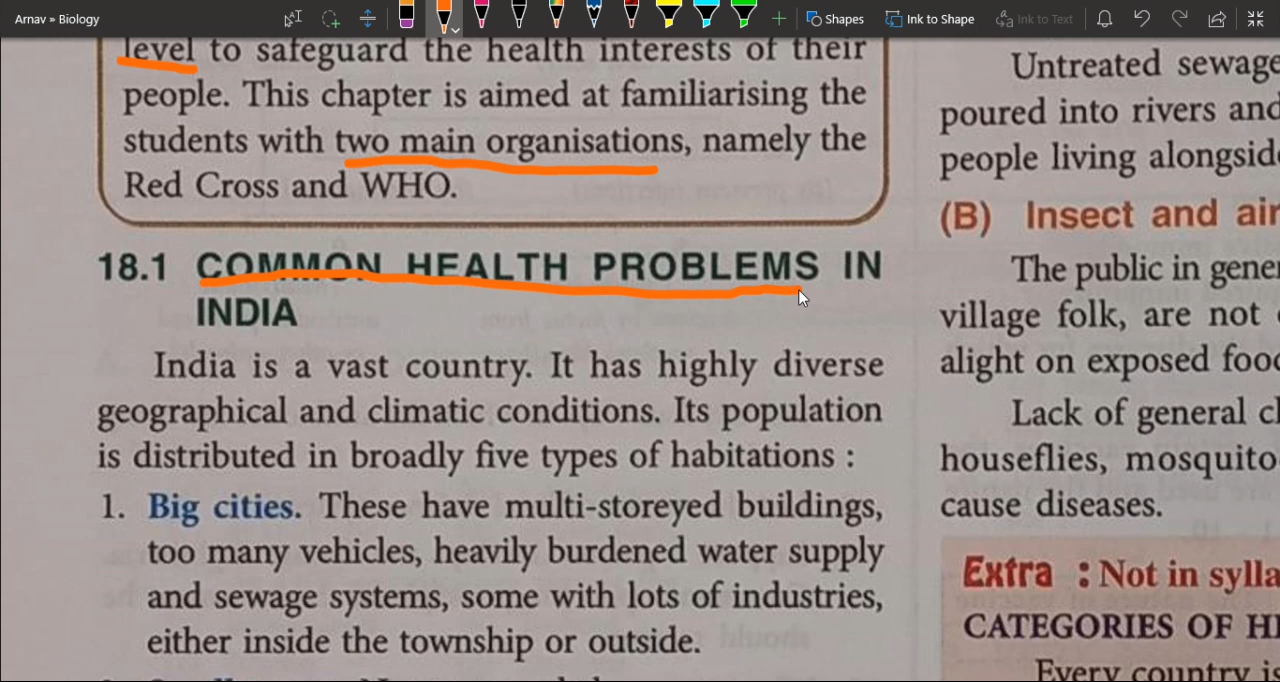 Arnav » Biology
Shapes
Ink to Shape
Ink to Text
level to safeguard the health interests of their
people. This chapter is aimed at familiarising the
students with two main organisations, namely the
Red Cross and WHO.
18.1 COMMON HEALTH PROBLEMS IN
INDIA
India is a vast country. It has highly diverse
geographical and climatic conditions. Its population
is distributed in broadly five types of habitations :
1. Big cities. These have multi-storeyed buildings,
too many vehicles, heavily burdened water supply
and sewage systems, some with lots of industries,
either inside the township or outside.
Untreated sewage
poured into rivers and
people living alongside
(B) Insect and air
The public in gener
village folk, are not
alight on exposed food
Lack of general cl
houseflies, mosquito
cause diseases.
Extra : Not in sylla
CATEGORIES OF HE
Every country is